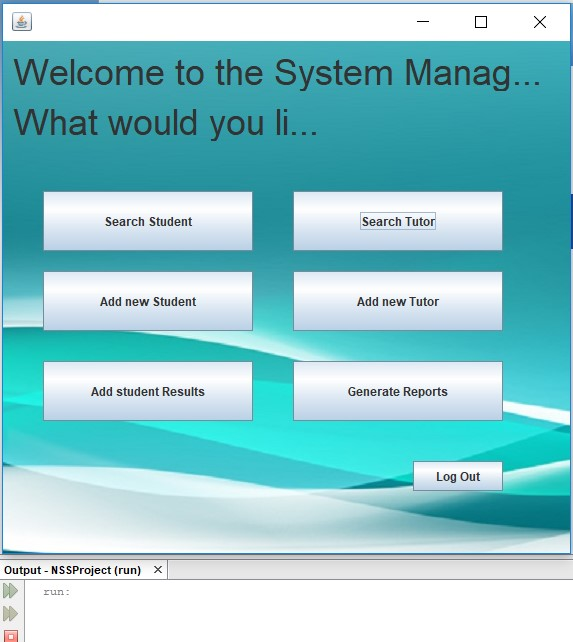 Welcome to the System Manag...
What would you li...
Search Student
Search Tutor
Add new Student
Add new Tutor
Add student Results
Generate Reports
Log Out
Output - NSSProject (run)
run: